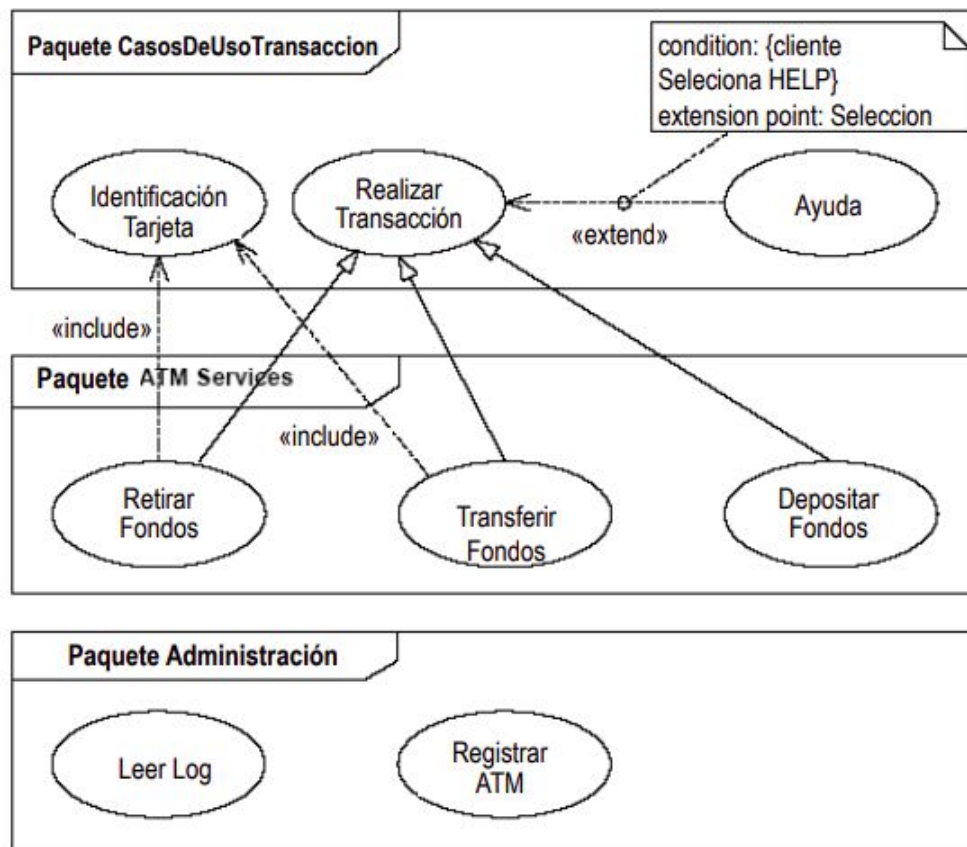 Paquete CasosDeUsoTransaccion
condition: {cliente
Seleciona HELP}
extension point: Seleccion
Identificación
Tarjeta
Realizar
Transacción
Ayuda
«extend»
«include»
Paquete ATM Services
«include»
Retirar
Fondos
Transferir
Fondos
Depositar
Fondos
Paquete Administración
Leer Log
Registrar
ATM